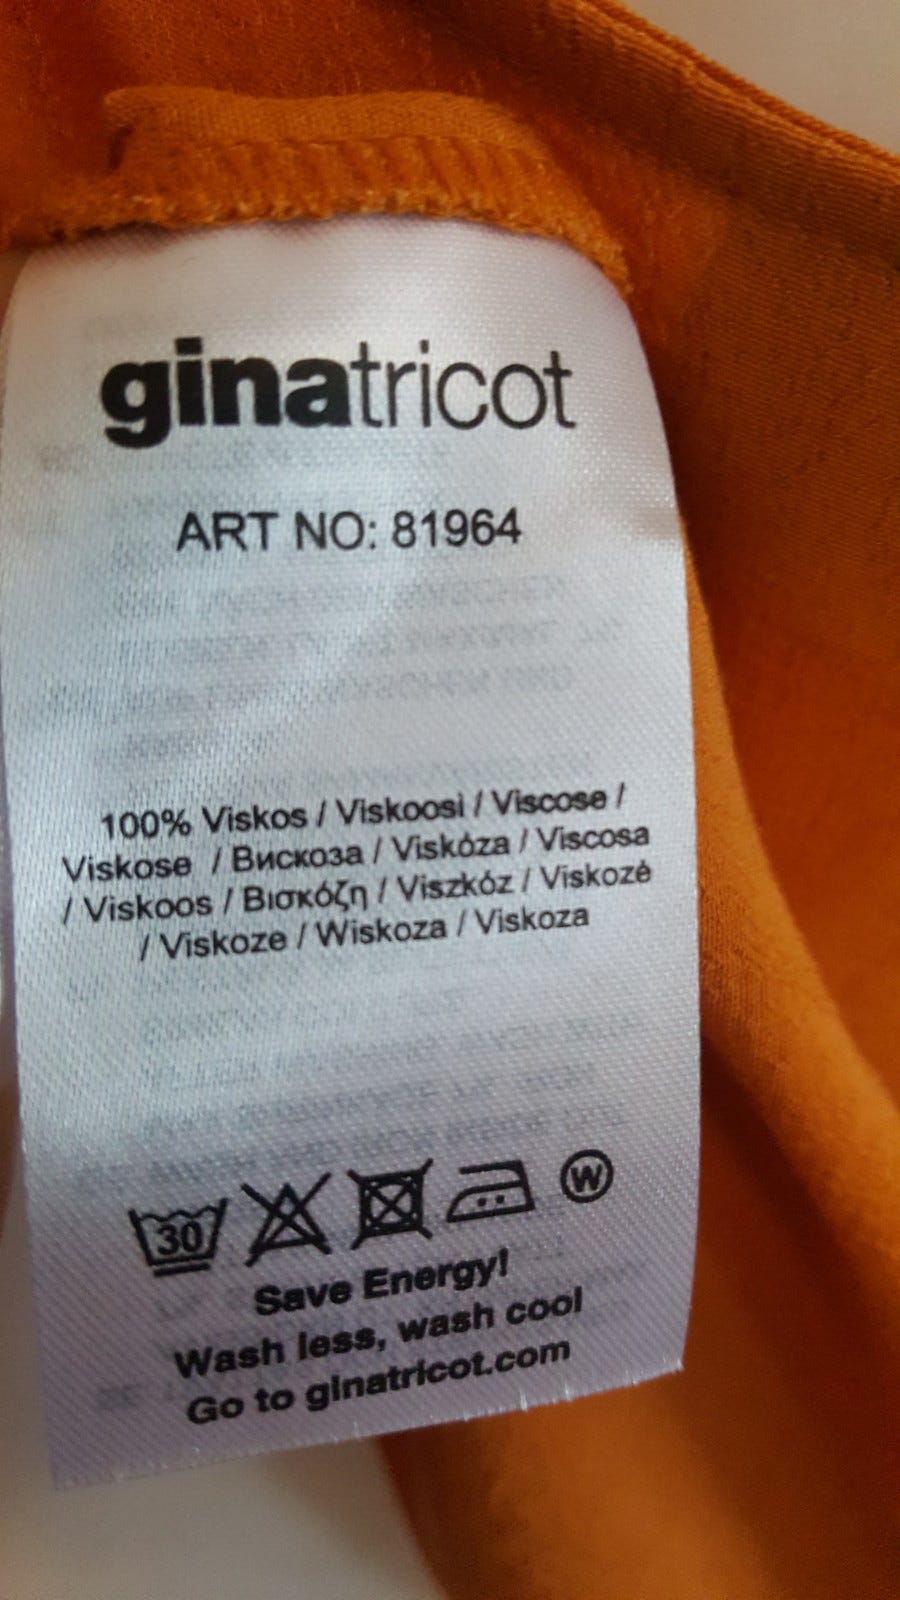 ginatricot
ART NO: 81964
100% Viskos / Viskoosi / Viscose /
Viskose / Вискоза / Viskóza / Viscosa
/ Viskoos / Βισκόζη / Viszkóz / Viskozė
/ Viskoze / Wiskoza / Viskoza
30 W
Save Energy!
Wash less, wash cool
Go to ginatricot.com